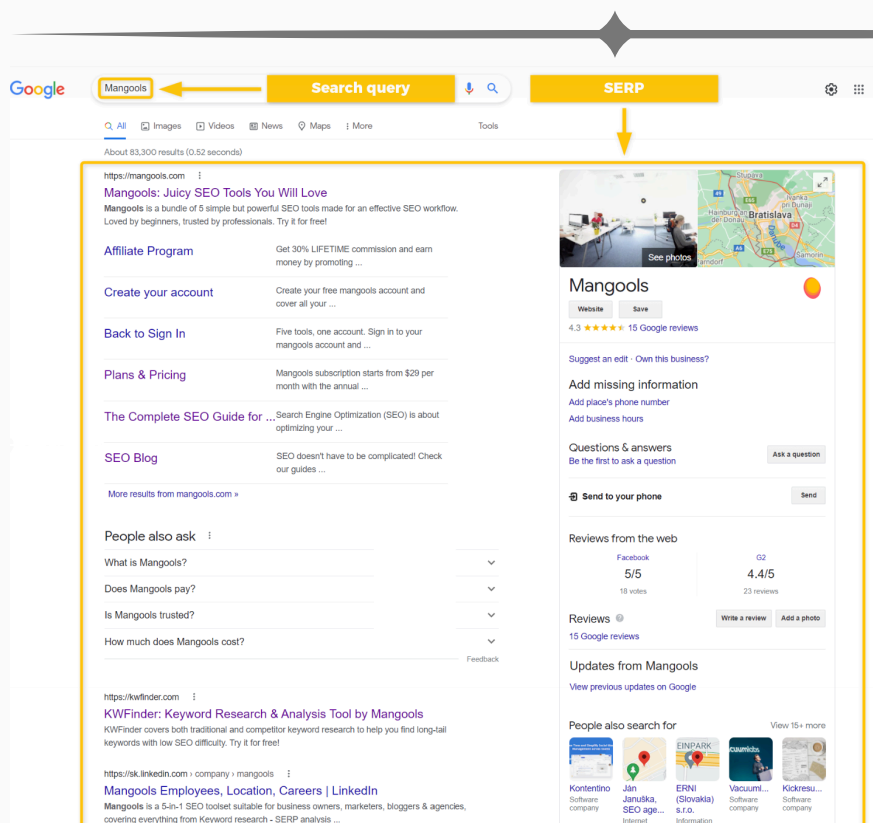 Google
Mangools
Search query
SERP
All
Images
Videos
News
Maps
More
Tools
About 83,300 results (0.52 seconds)
https://mangools.com
Mangools: Juicy SEO Tools You Will Love
Mangools is a bundle of 5 simple but powerful SEO tools made for an effective SEO workflow.
Loved by beginners, trusted by professionals. Try it for free!
Affiliate Program
Get 30% LIFETIME commission and earn
money by promoting ...
Create your account
Create your free mangools account and
cover all your ...
Back to Sign In
Five tools, one account. Sign in to your
mangools account and ...
Plans & Pricing
Mangools subscription starts from $29 per
month with the annual ...
The Complete SEO Guide for ...
Search Engine Optimization (SEO) is about
optimizing your ...
SEO Blog
SEO doesn't have to be complicated! Check
our guides ...
More results from mangools.com »
People also ask
What is Mangools?
Does Mangools pay?
Is Mangools trusted?
How much does Mangools cost?
Feedback
https://kwfinder.com
KWFinder: Keyword Research & Analysis Tool by Mangools
KWFinder covers both traditional and competitor keyword research to help you find long-tail
keywords with low SEO difficulty. Try it for free!
https://sk.linkedin.com › company › mangools
Mangools Employees, Location, Careers | LinkedIn
Mangools is a 5-in-1 SEO toolset suitable for business owners, marketers, bloggers & agencies,
covering everything from Keyword research - SERP analysis ...
See photos
Stupava
Ivanka
pri Dunaji
Hainburg an
der Donau
Bratislava
Danube
Samorin
Mangools
Website
Save
4.3
15 Google reviews
Suggest an edit · Own this business?
Add missing information
Add place's phone number
Add business hours
Questions & answers
Be the first to ask a question
Ask a question
Send to your phone
Send
Reviews from the web
Facebook
5/5
18 votes
G2
4.4/5
23 reviews
Reviews
Write a review
Add a photo
15 Google reviews
Updates from Mangools
View previous updates on Google
People also search for
View 15+ more
EINPARK
Kontentino
Software
company
Ján
Januška,
SEO age...
Internet
ERNI
(Slovakia)
s.r.o.
Information
Vacuuml...
Software
company
Kickresu...
Software
company